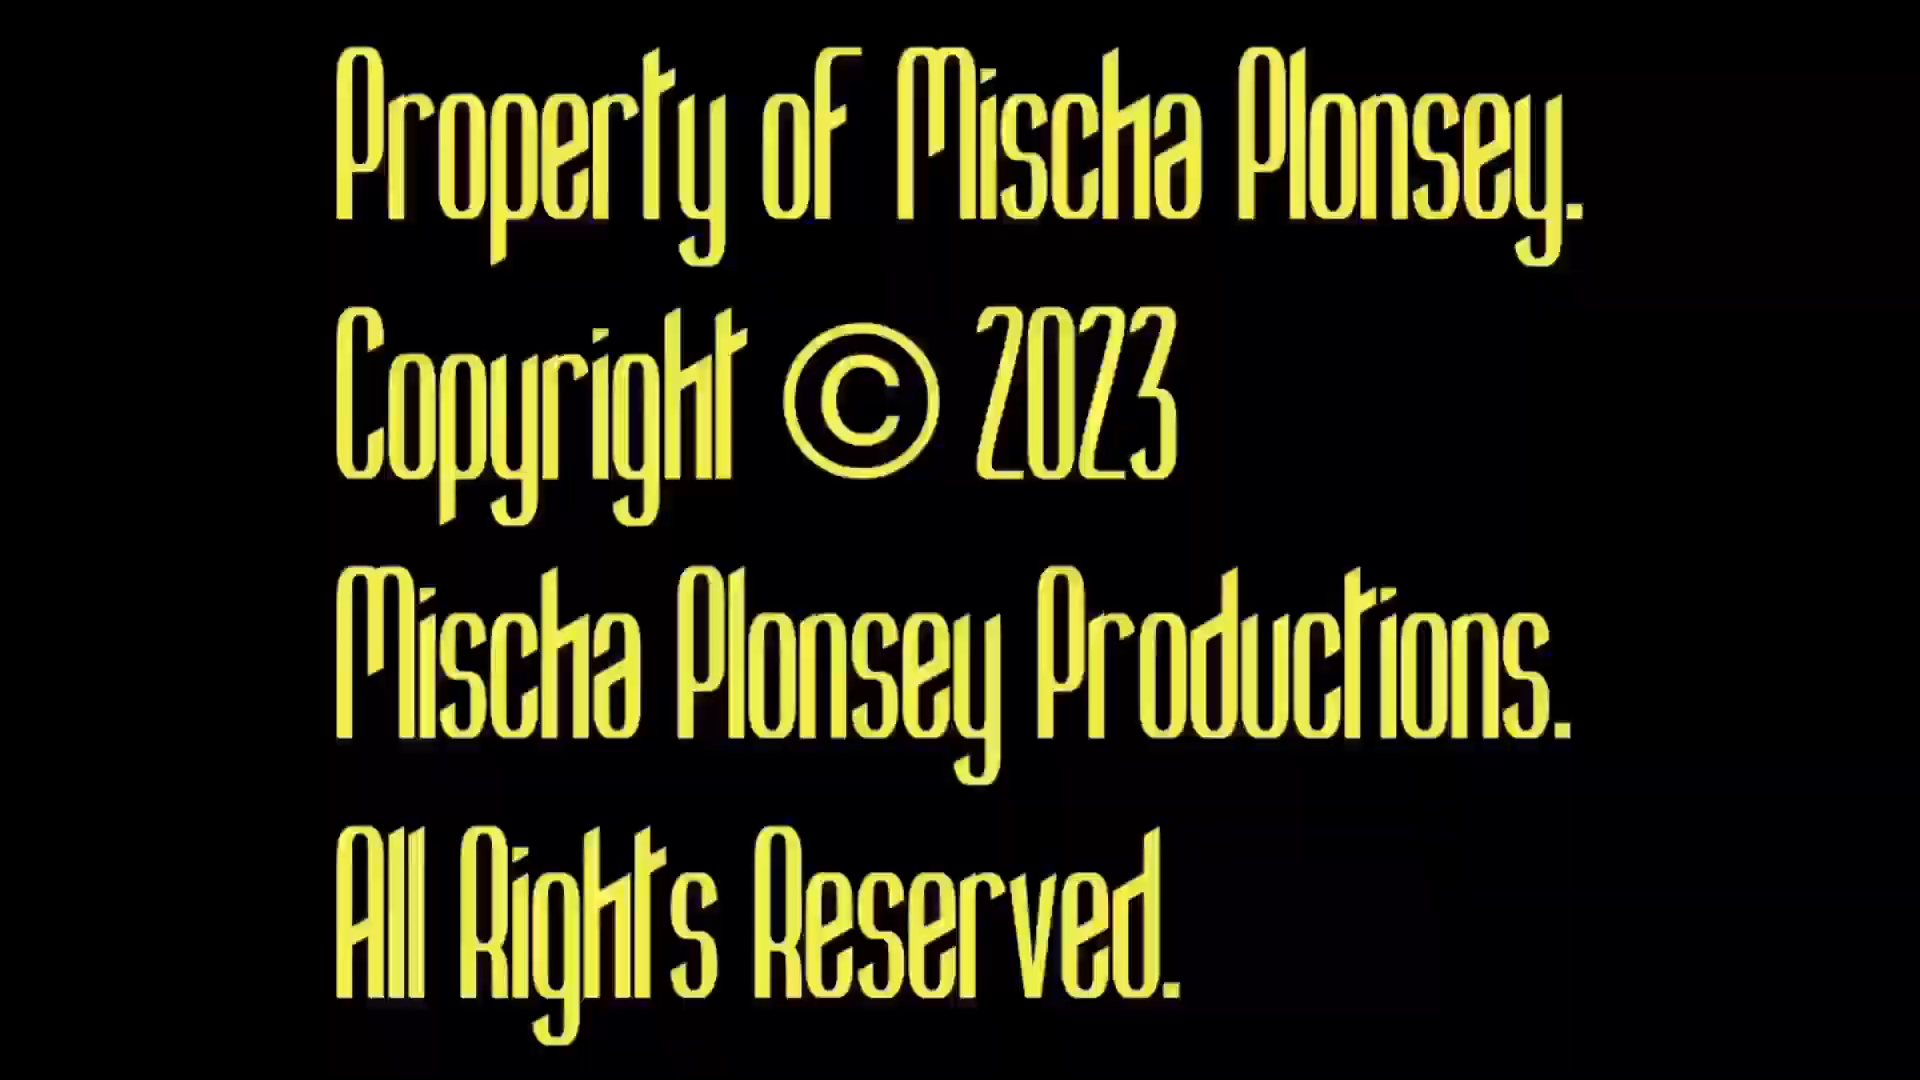 Property of Mischa Plonsey.
Copyright © 2023
Mischa Plonsey Productions.
All Rights Reserved.